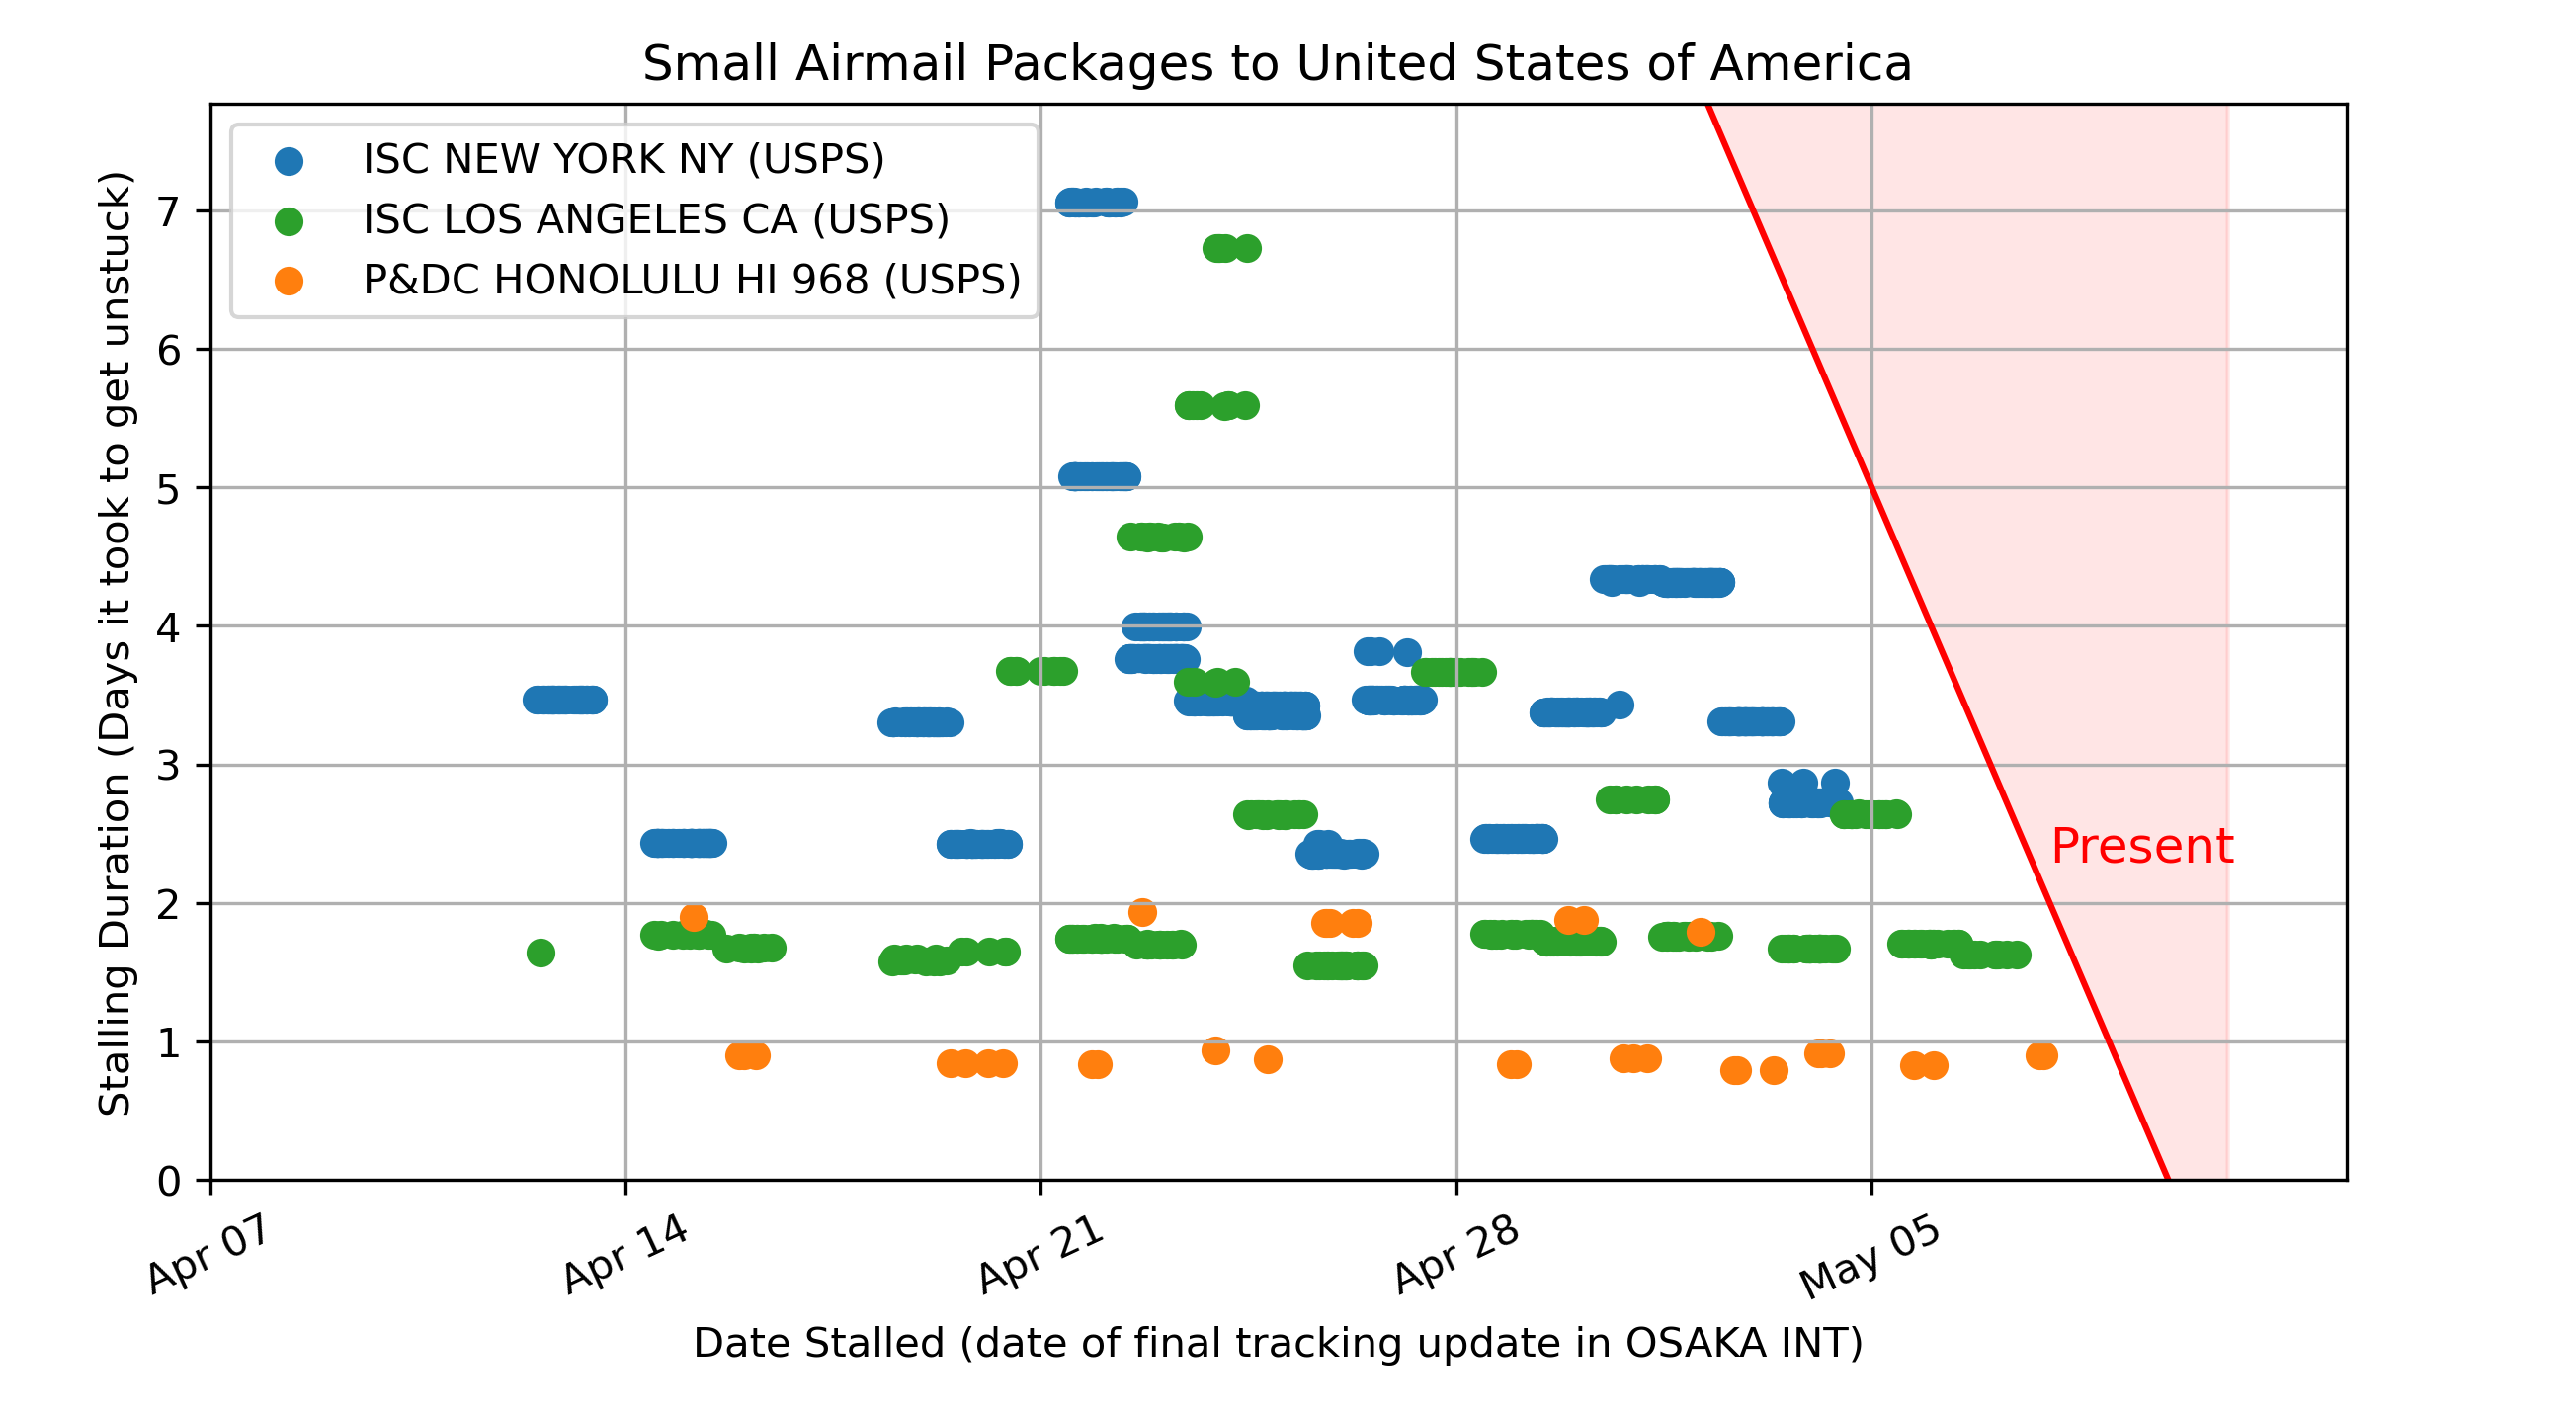 Small Airmail Packages to United States of America
ISC NEW YORK NY (USPS)
ISC LOS ANGELES CA (USPS)
P&DC HONOLULU HI 968 (USPS)
Stalling Duration (Days it took to get unstuck)
7
6
5
4
3
2
1
0
Present
Apr 07
Apr 14
Apr 21
Apr 28
May 05
Date Stalled (date of final tracking update in OSAKA INT)